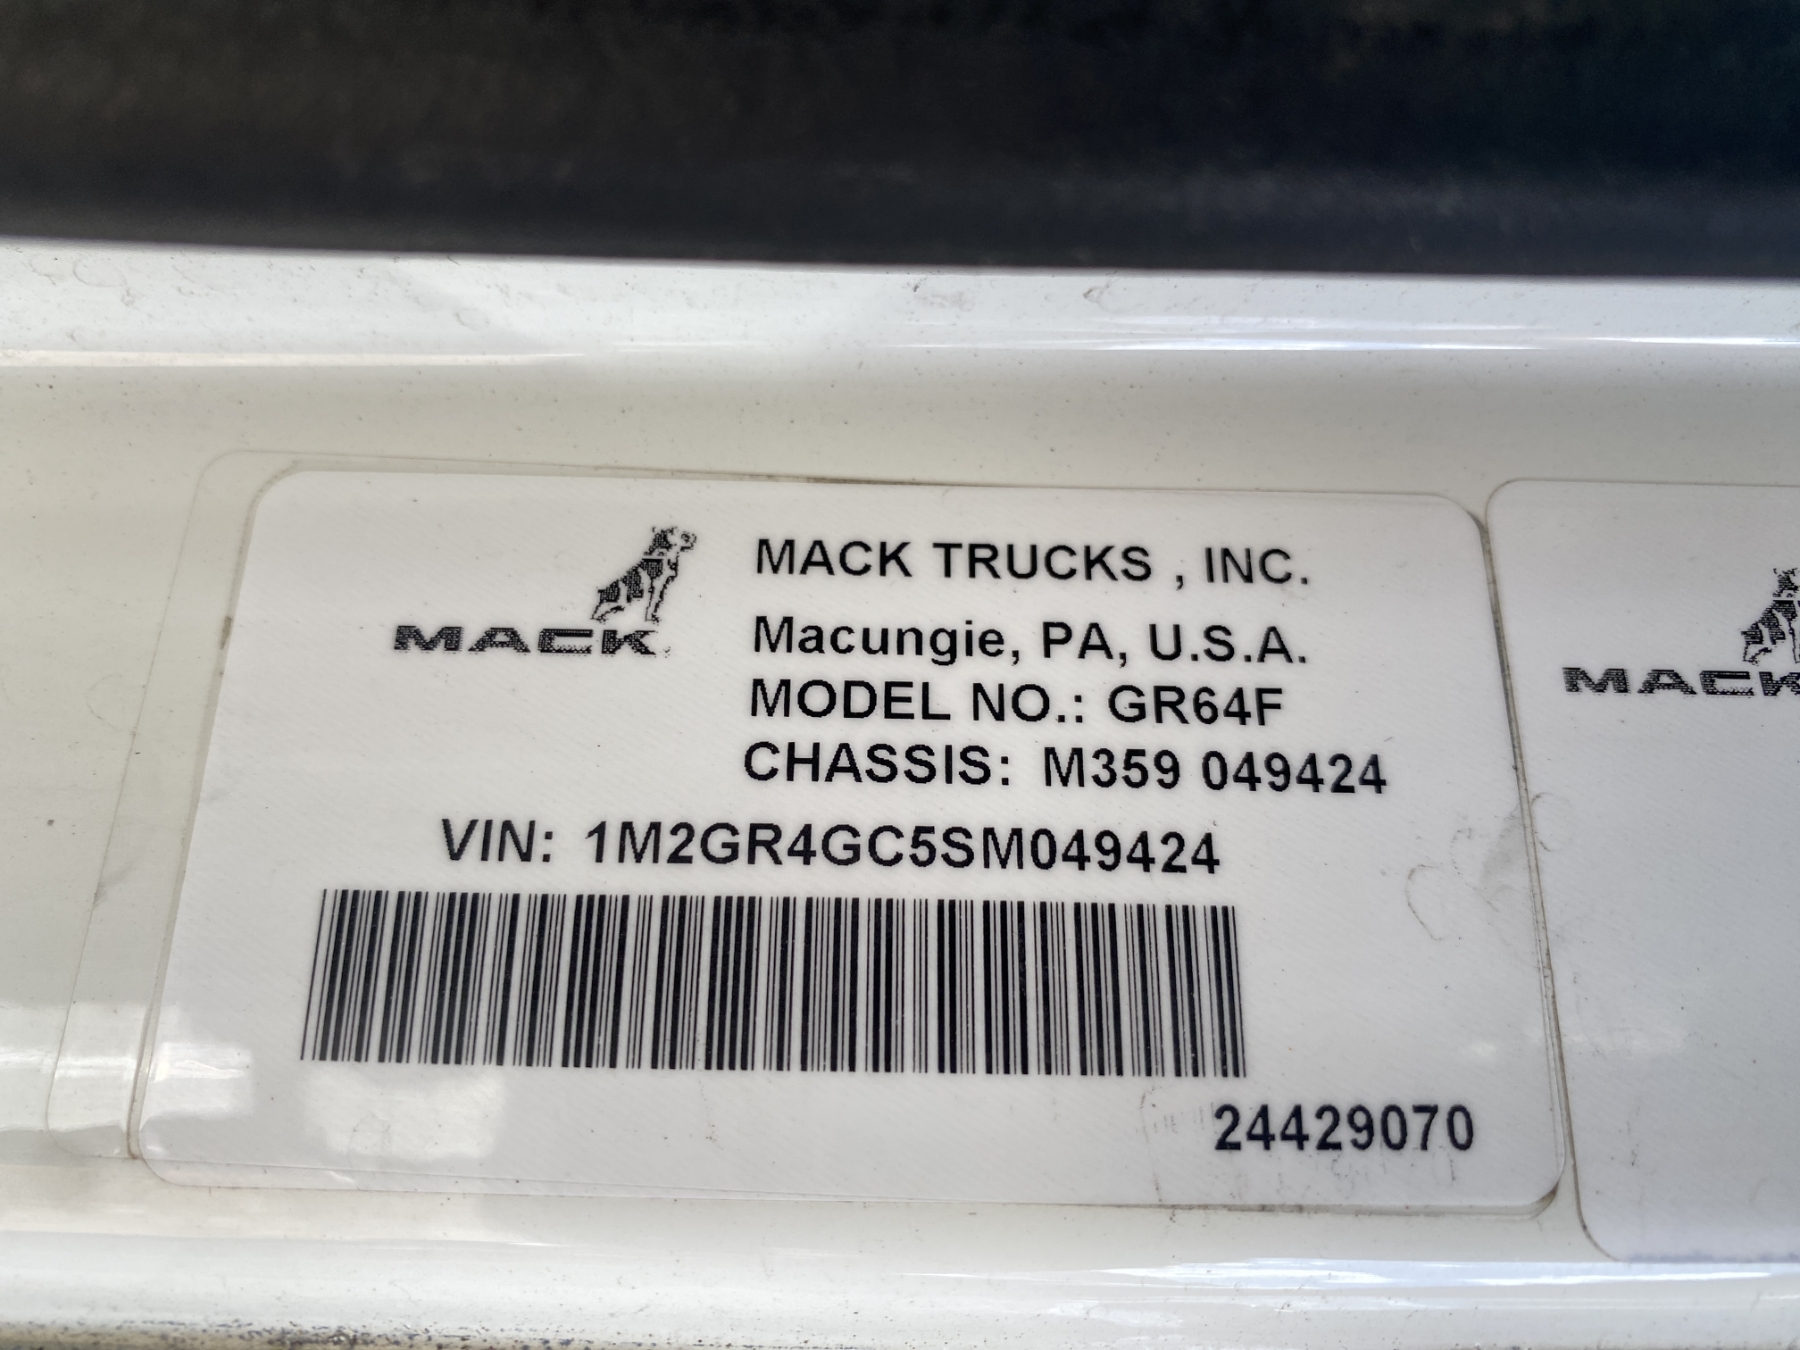 MACK
MACK TRUCKS , INC.
Macungie, PA, U.S.A.
MODEL NO.: GR64F
CHASSIS: M359 049424
VIN: 1M2GR4GC5SM049424
24429070
MACK